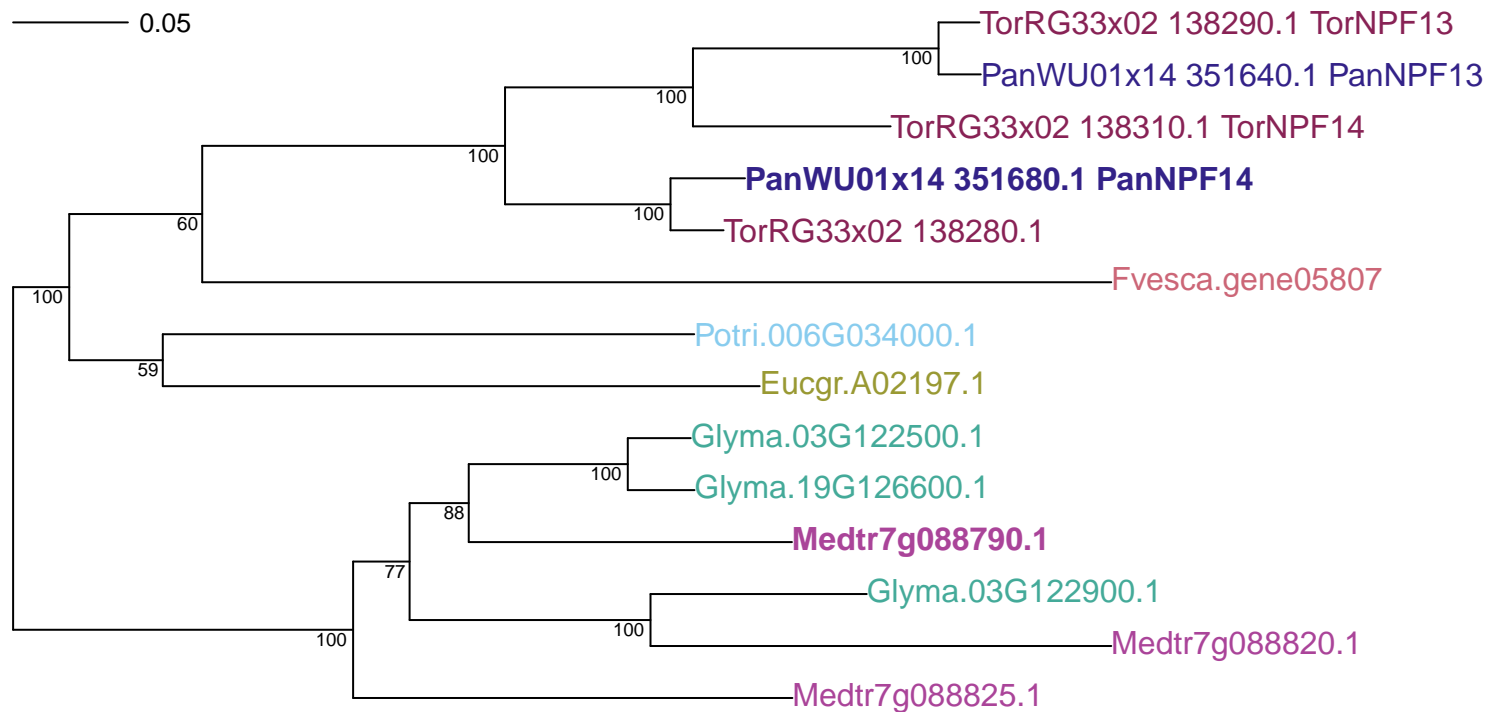 0.05
TorRG33x02 138290.1 TorNPF13
100
PanWU01x14 351640.1 PanNPF13
100
TorRG33x02 138310.1 TorNPF14
100
PanWU01x14 351680.1 PanNPF14
100
60
TorRG33x02 138280.1
Fvesca.gene05807
100
Potri.006G034000.1
59
Eucgr.A02197.1
Glyma.03G122500.1
100
Glyma.19G126600.1
88
Medtr7g088790.1
77
Glyma.03G122900.1
100
100
Medtr7g088820.1
Medtr7g088825.1